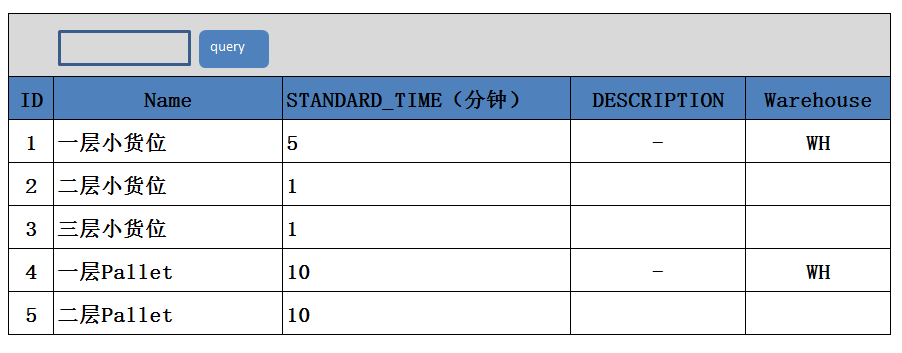 query
ID Name STANDARD_TIME（分钟） DESCRIPTION Warehouse
1 一层小货位 5 - WH
2 二层小货位 1
3 三层小货位 1
4 一层Pallet 10 - WH
5 二层Pallet 10